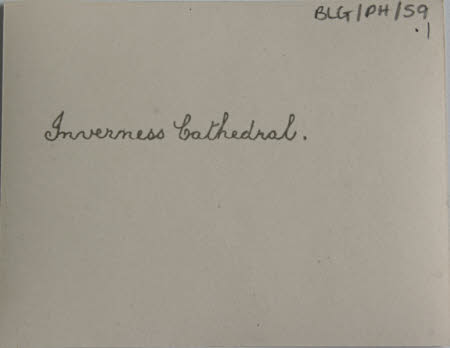 BLG/PH/59
.1
Inverness Cathedral.